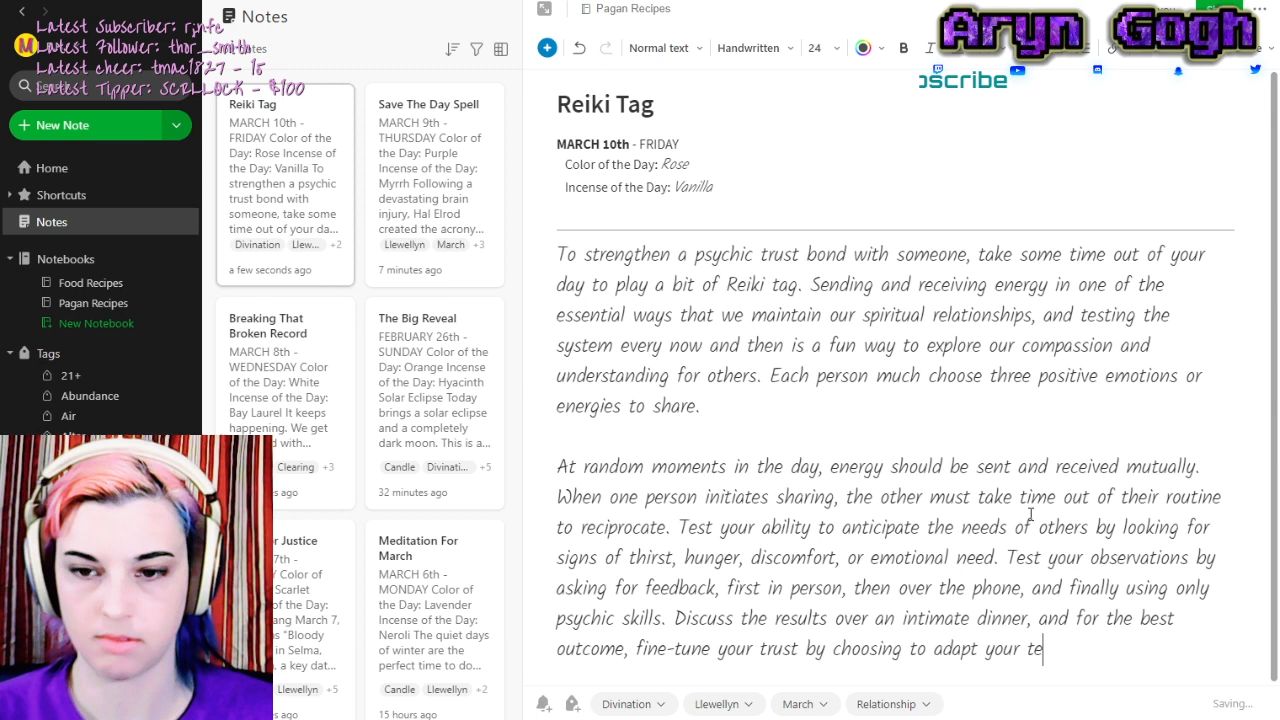 Latest Subscriber: rjnfc
Latest Follower: thor_smith
Latest cheer: tmac1827 - 15
Latest Tipper: SCRLLOCK - $100
M
New Note
Home
Shortcuts
Notes
Notebooks
Food Recipes
Pagan Recipes
New Notebook
Tags
21+
Abundance
Air
Notes
Reiki Tag
MARCH 10th -
FRIDAY Color of the
Day: Rose Incense of
the Day: Vanilla To
strengthen a psychic
trust bond with
someone, take some
time out of your da...
Divination
Llew...
+2
a few seconds ago
Save The Day Spell
MARCH 9th -
THURSDAY Color of
the Day: Purple
Incense of the Day:
Myrrh Following a
devastating brain
injury, Hal Elrod
created the acrony...
Llewellyn
March
+3
7 minutes ago
Breaking That
Broken Record
MARCH 8th -
WEDNESDAY Color
of the Day: White
Incense of the Day:
Bay Laurel It keeps
happening. We get
with...
Clearing
+3
The Big Reveal
FEBRUARY 26th -
SUNDAY Color of the
Day: Orange Incense
of the Day: Hyacinth
Solar Eclipse Today
brings a solar eclipse
and a completely
dark moon. This is a...
Candle
Divinati...
+5
32 minutes ago
Justice
Color of
Scarlet
of the Day:
March 7,
as "Bloody
in Selma,
a key dat...
Llewellyn
+5
Meditation For
March
MARCH 6th -
MONDAY Color of
the Day: Lavender
Incense of the Day:
Neroli The quiet days
of winter are the
perfect time to do...
Candle
Llewellyn
+2
15 hours ago
Pagan Recipes
Normal text
Handwritten
24
B
I
Aryn Gogh
bscribe
Reiki Tag
MARCH 10th - FRIDAY
Color of the Day: Rose
Incense of the Day: Vanilla
To strengthen a psychic trust bond with someone, take some time out of your
day to play a bit of Reiki tag. Sending and receiving energy in one of the
essential ways that we maintain our spiritual relationships, and testing the
system every now and then is a fun way to explore our compassion and
understanding for others. Each person much choose three positive emotions or
energies to share.
At random moments in the day, energy should be sent and received mutually.
When one person initiates sharing, the other must take time out of their routine
to reciprocate. Test your ability to anticipate the needs of others by looking for
signs of thirst, hunger, discomfort, or emotional need. Test your observations by
asking for feedback, first in person, then over the phone, and finally using only
psychic skills. Discuss the results over an intimate dinner, and for the best
outcome, fine-tune your trust by choosing to adapt your te
Divination
Llewellyn
March
Relationship
Saving...